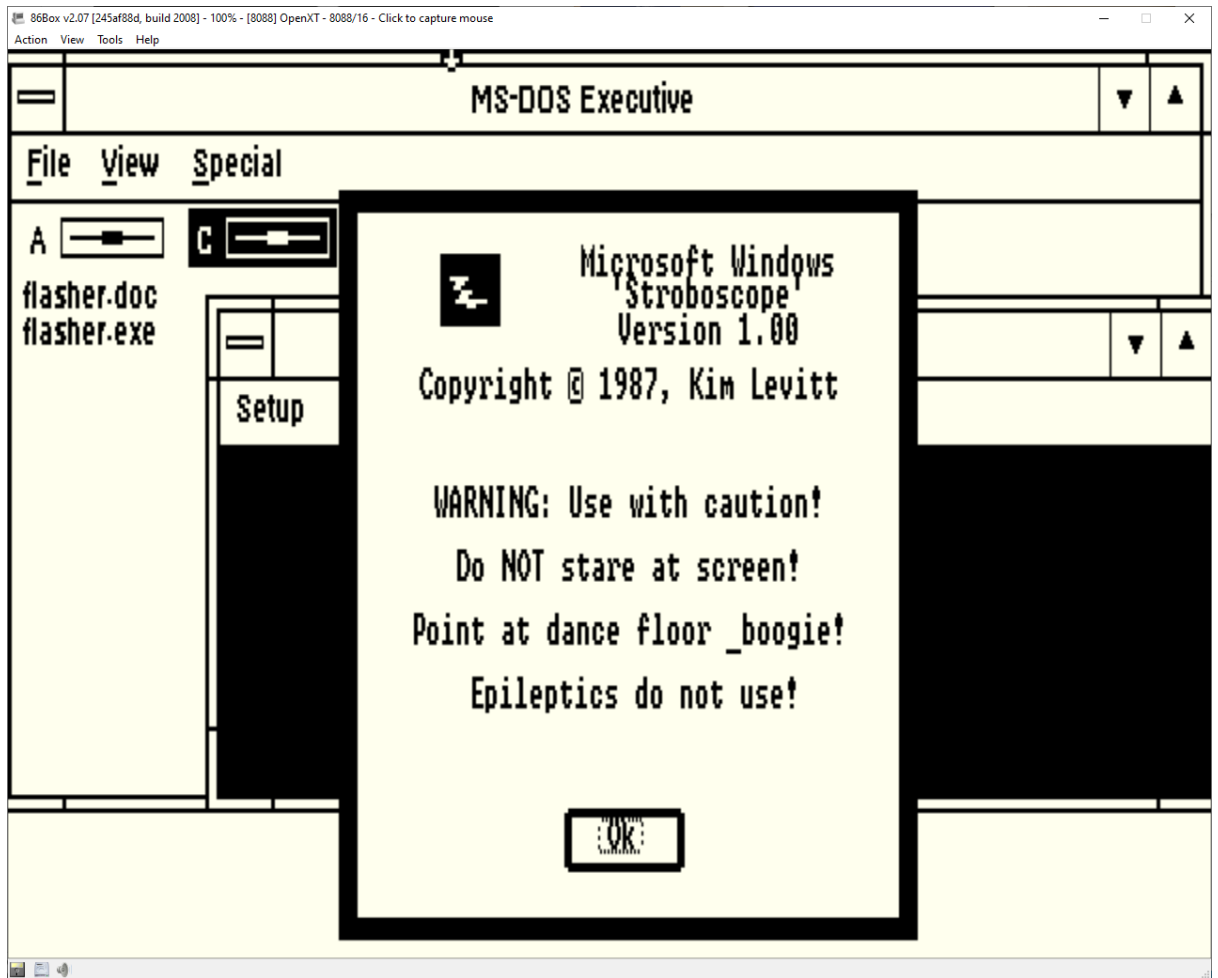 86Box v2.07 [245af88d, build 2008] - 100% - [8088] OpenXT - 8088/16 - Click to capture mouse
Action View Tools Help
MS-DOS Executive
File View Special
A C
flasher.doc
flasher.exe
Setup
Microsoft Windows
'Stroboscope'
Version 1.00
Copyright © 1987, Kim Levitt
WARNING: Use with caution!
Do NOT stare at screen!
Point at dance floor _boogie!
Epileptics do not use!
Ok